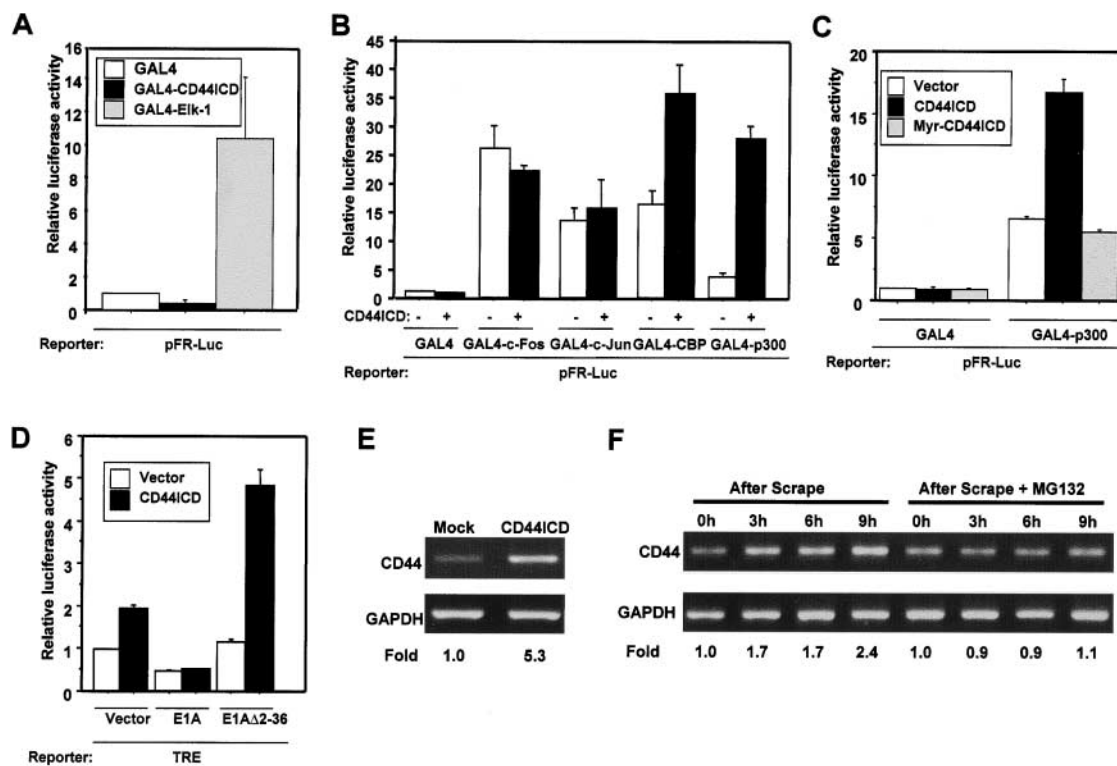 A
Relative luciferase activity
16
14
12
10
8
6
4
2
0
GAL4
GAL4-CD44ICD
GAL4-Elk-1
Reporter: pFR-Luc
B
Relative luciferase activity
45
40
35
30
25
20
15
10
5
0
CD44ICD: - + - + - + - + - +
GAL4 GAL4-c-Fos GAL4-c-Jun GAL4-CBP GAL4-p300
Reporter: pFR-Luc
C
Relative luciferase activity
20
15
10
5
0
Vector
CD44ICD
Myr-CD44ICD
GAL4 GAL4-p300
Reporter: pFR-Luc
D
Relative luciferase activity
6
5
4
3
2
1
0
Vector
CD44ICD
Vector E1A E1AΔ2-36
Reporter: TRE
E
Mock CD44ICD
CD44
GAPDH
Fold 1.0 5.3
F
After Scrape After Scrape + MG132
0h 3h 6h 9h 0h 3h 6h 9h
CD44
GAPDH
Fold 1.0 1.7 1.7 2.4 1.0 0.9 0.9 1.1